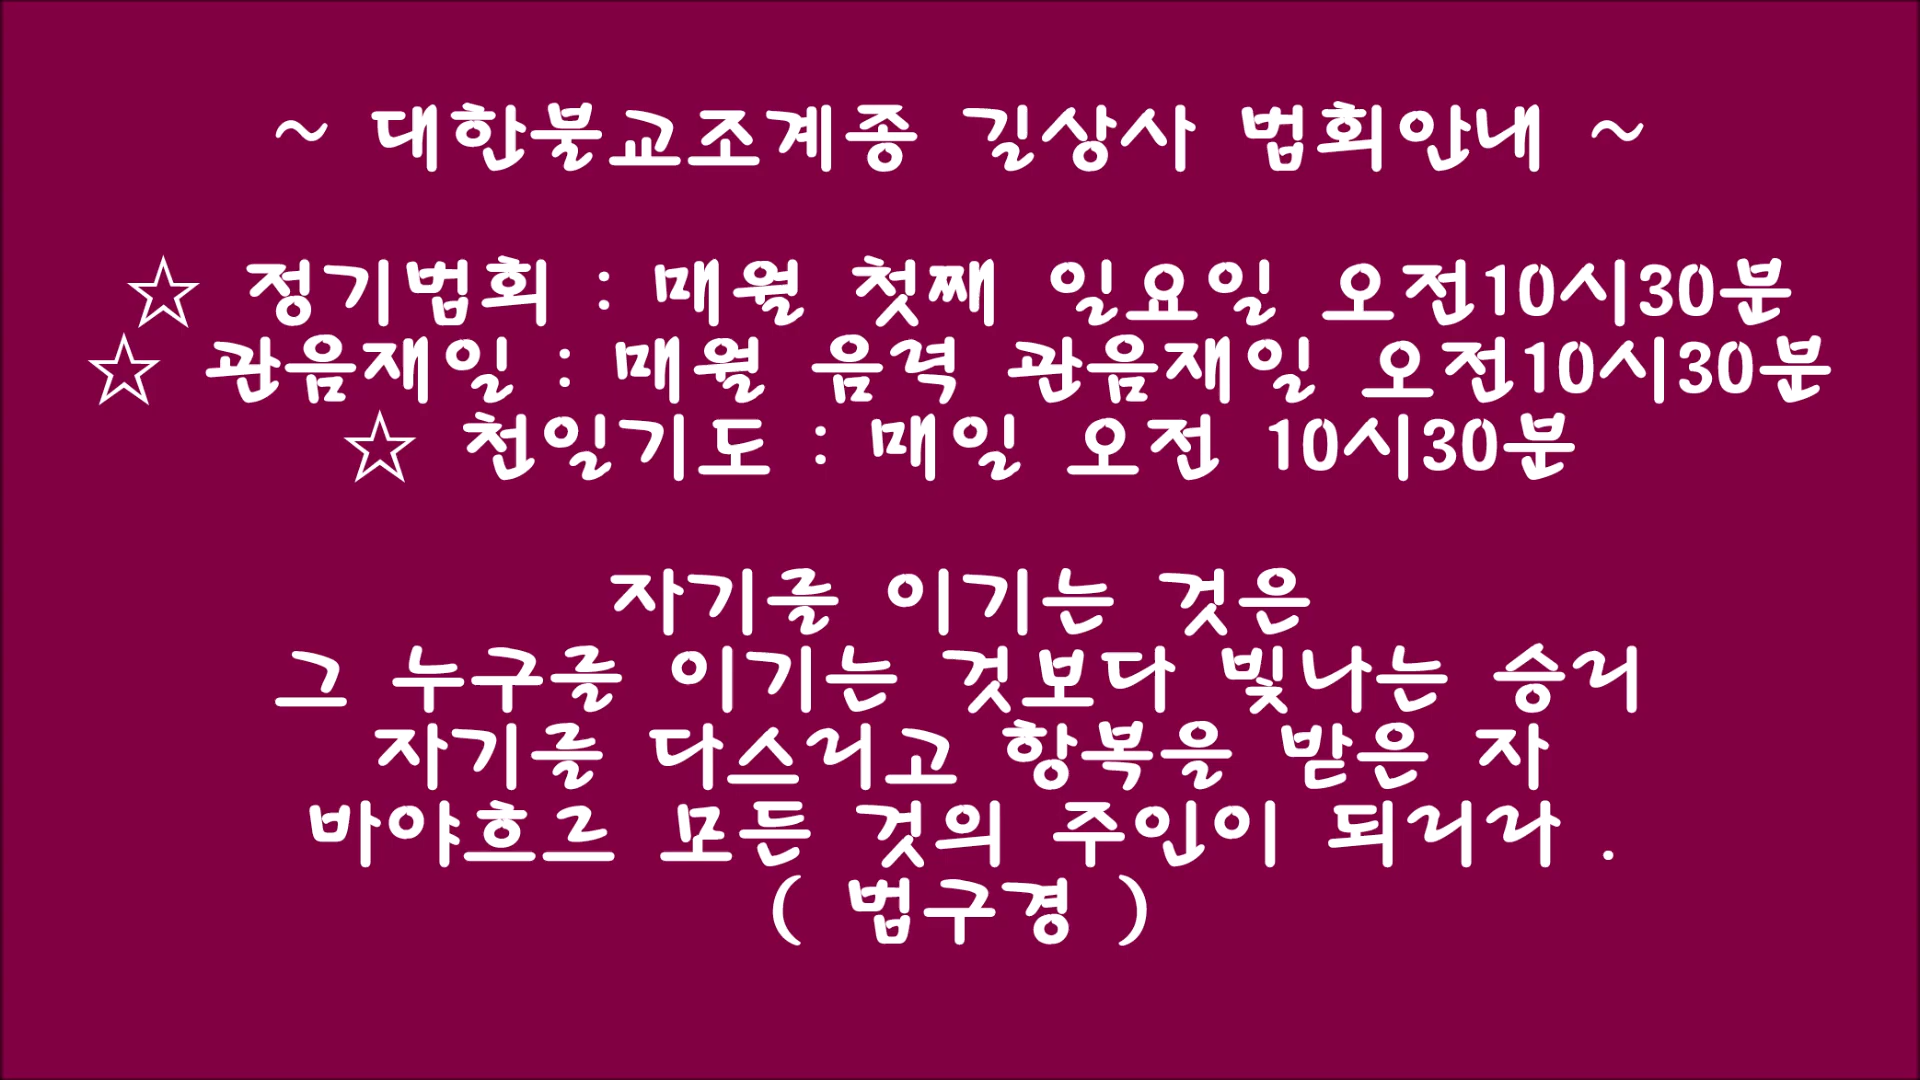 ~ 대한불교조계종 길상사 법회안내 ~
☆ 정기법회 : 매월 첫째 일요일 오전10시30분
☆ 관음재일 : 매월 음력 관음재일 오전10시30분
☆ 천일기도 : 매일 오전 10시30분
자기를 이기는 것은
그 누구를 이기는 것보다 빛나는 승리
자기를 다스리고 항복을 받은 자
바야흐르 모든 것의 주인이 되리라 .
( 법구경 )